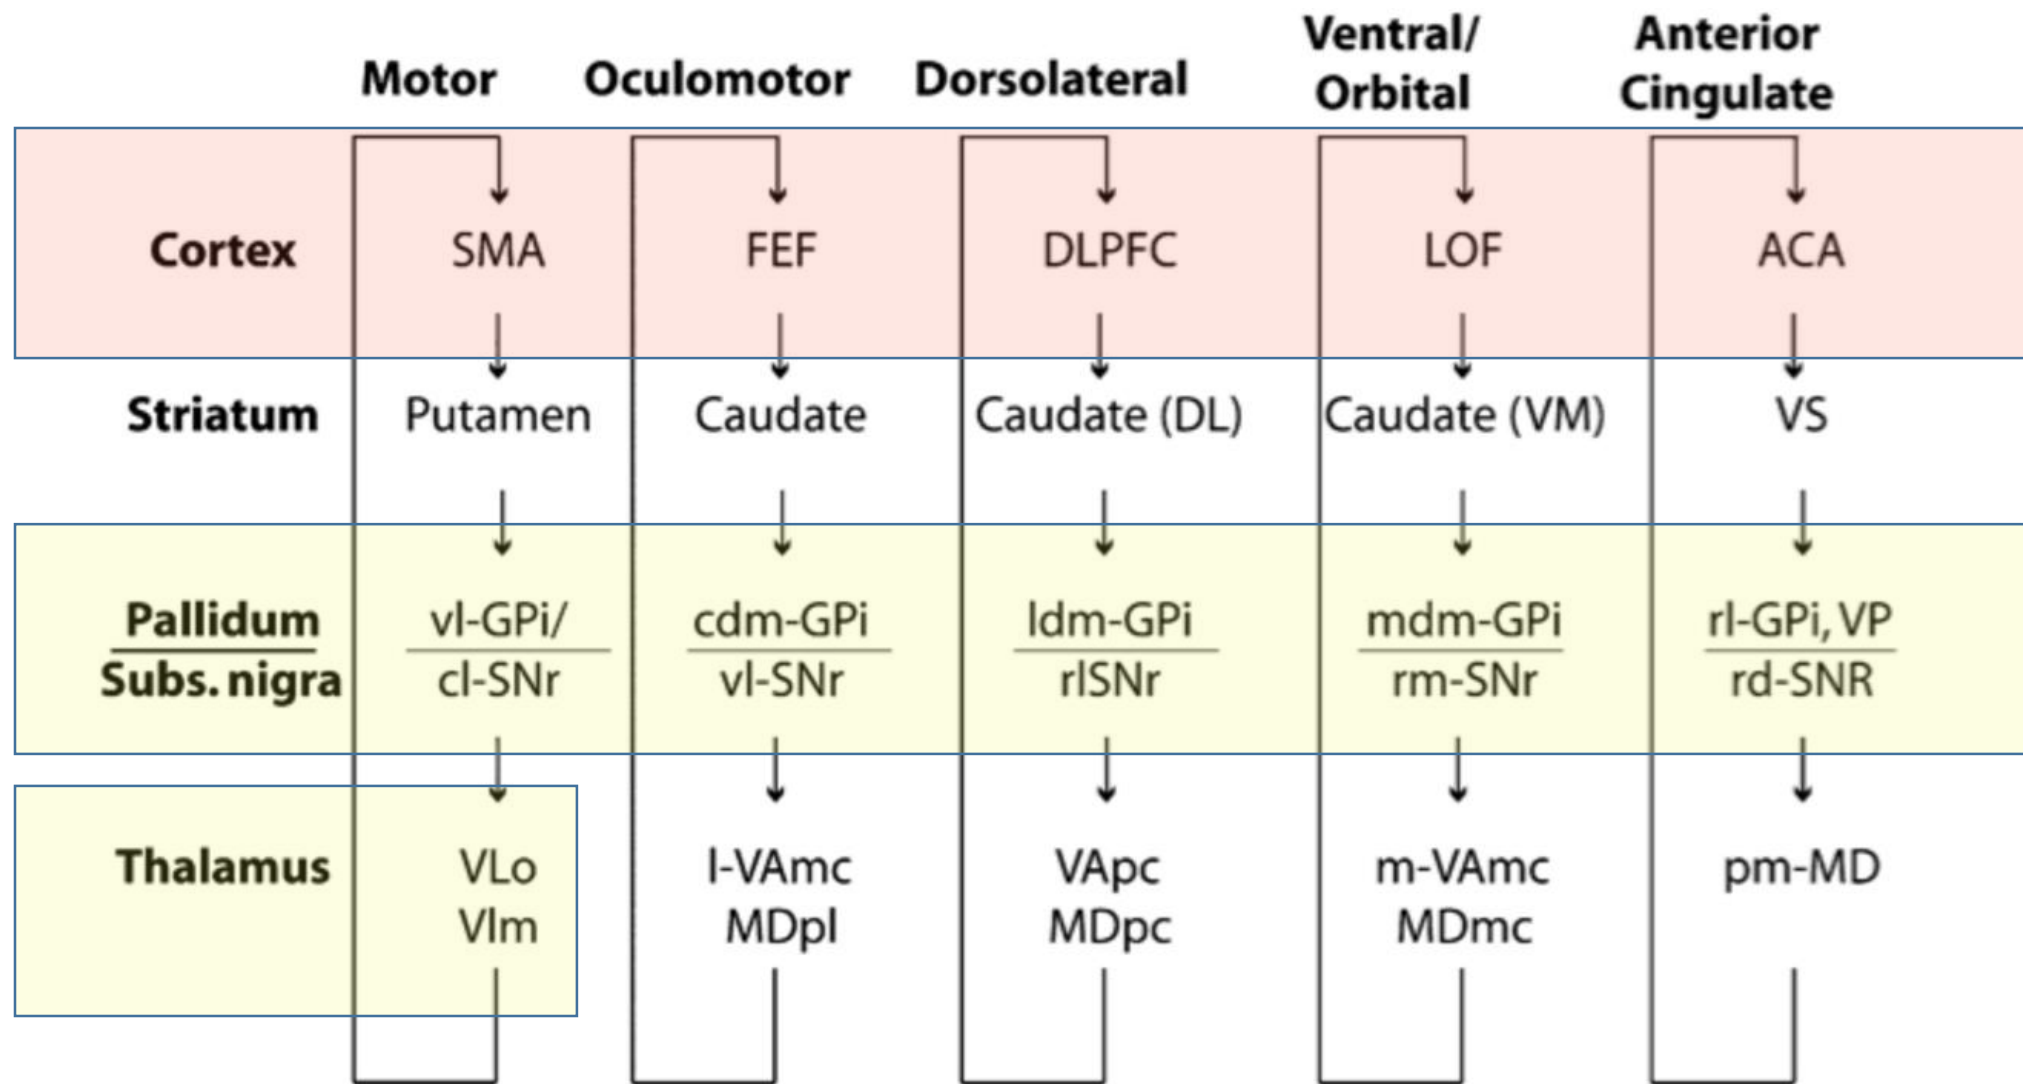 Motor Oculomotor Dorsolateral Ventral/ Orbital Anterior Cingulate
Cortex SMA FEF DLPFC LOF ACA
Striatum Putamen Caudate Caudate (DL) Caudate (VM) VS
Pallidum vl-GPi/ cdm-GPi ldm-GPi mdm-GPi rl-GPi, VP
Subs. nigra cl-SNr vl-SNr rlSNr rm-SNr rd-SNR
Thalamus VLo l-VAmc VApc m-VAmc pm-MD
Vlm MDpl MDpc MDmc